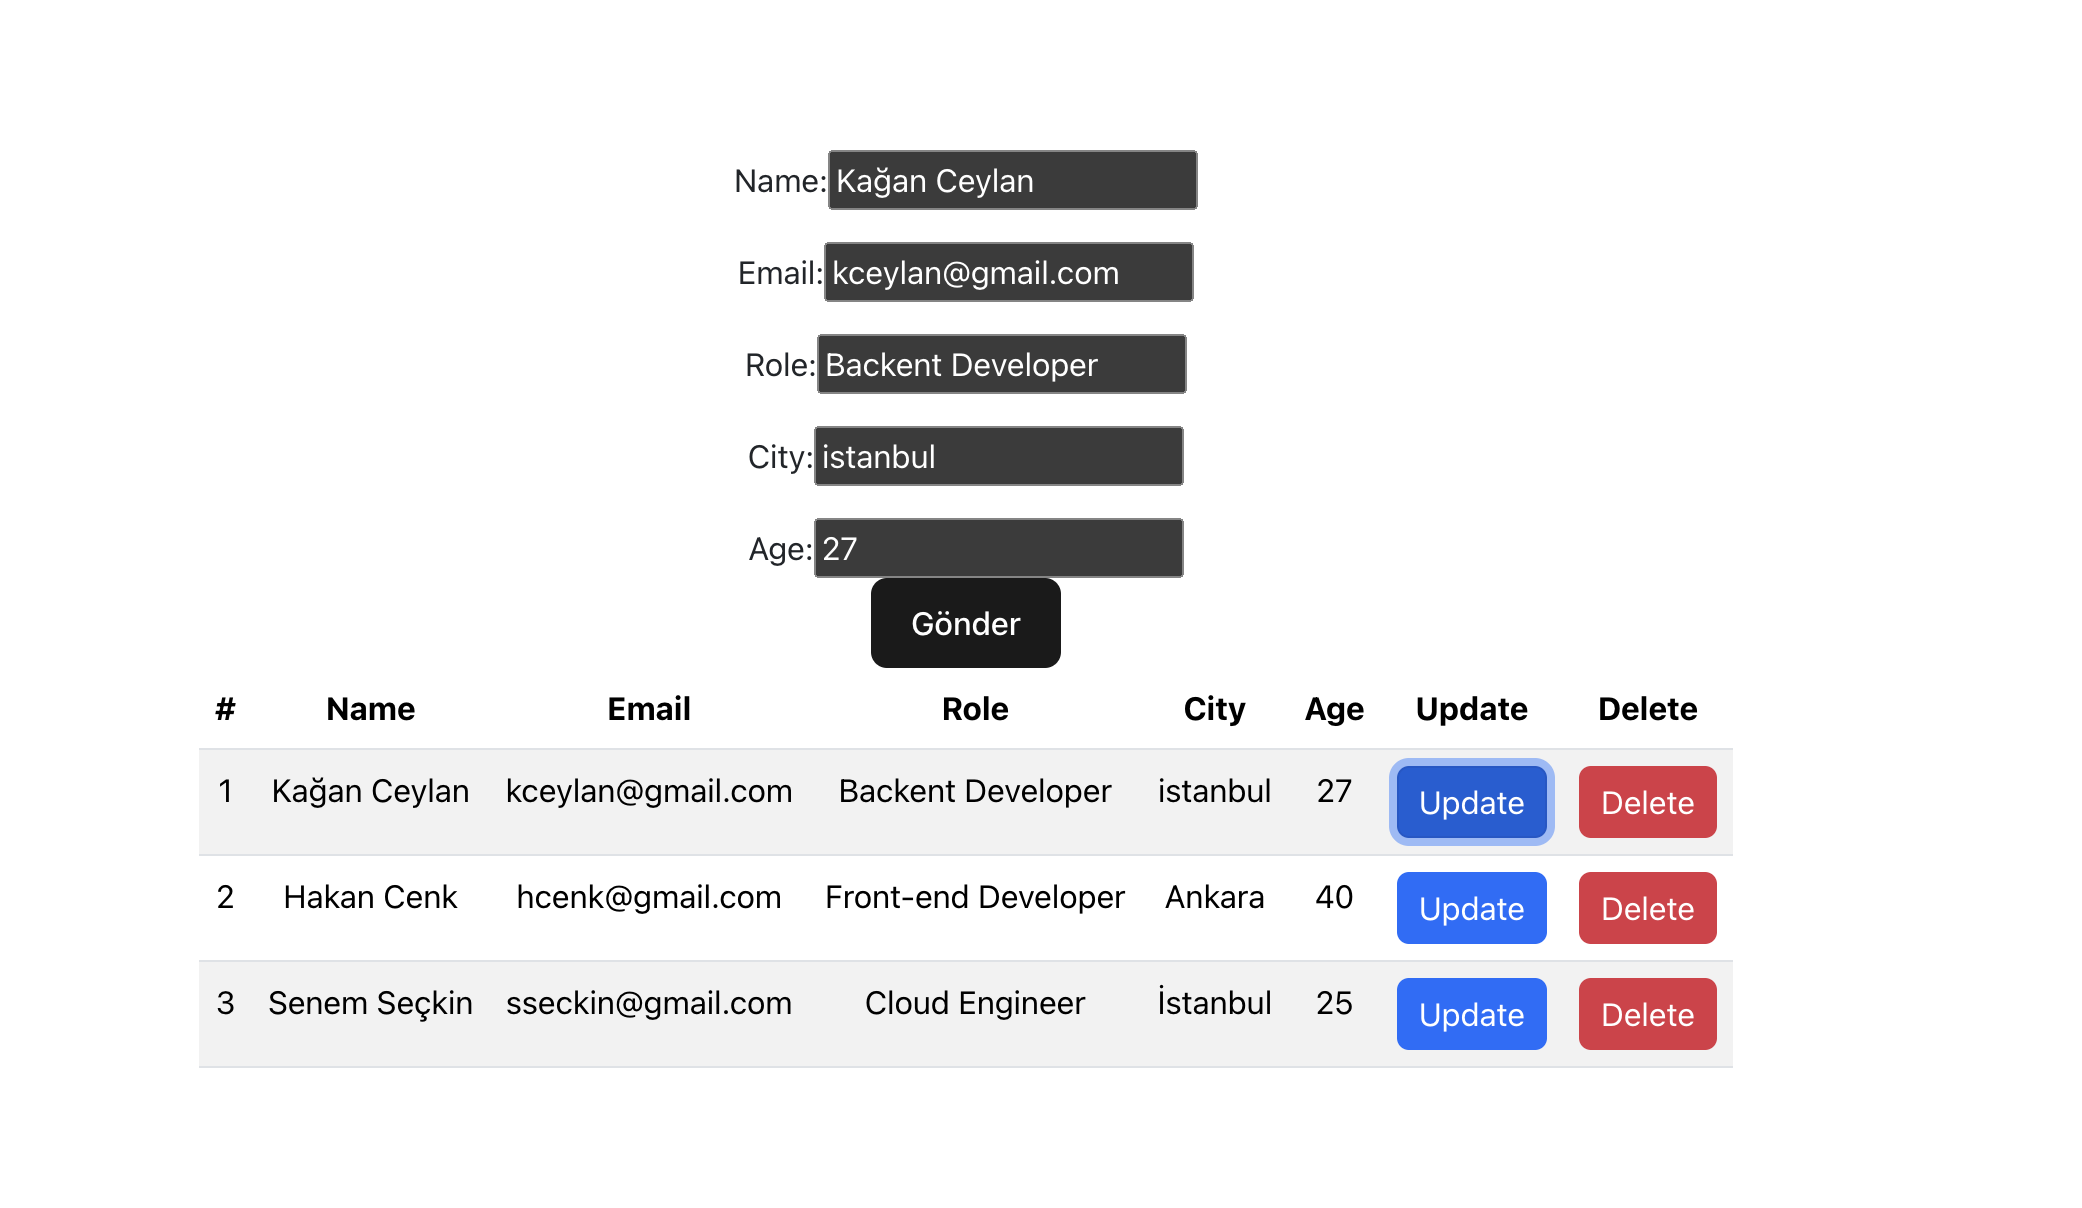 Name: Kağan Ceylan
Email: kceylan@gmail.com
Role: Backent Developer
City: istanbul
Age: 27
Gönder
# Name Email Role City Age Update Delete
1 Kağan Ceylan kceylan@gmail.com Backent Developer istanbul 27 Update Delete
2 Hakan Cenk hcenk@gmail.com Front-end Developer Ankara 40 Update Delete
3 Senem Seçkin sseckin@gmail.com Cloud Engineer İstanbul 25 Update Delete